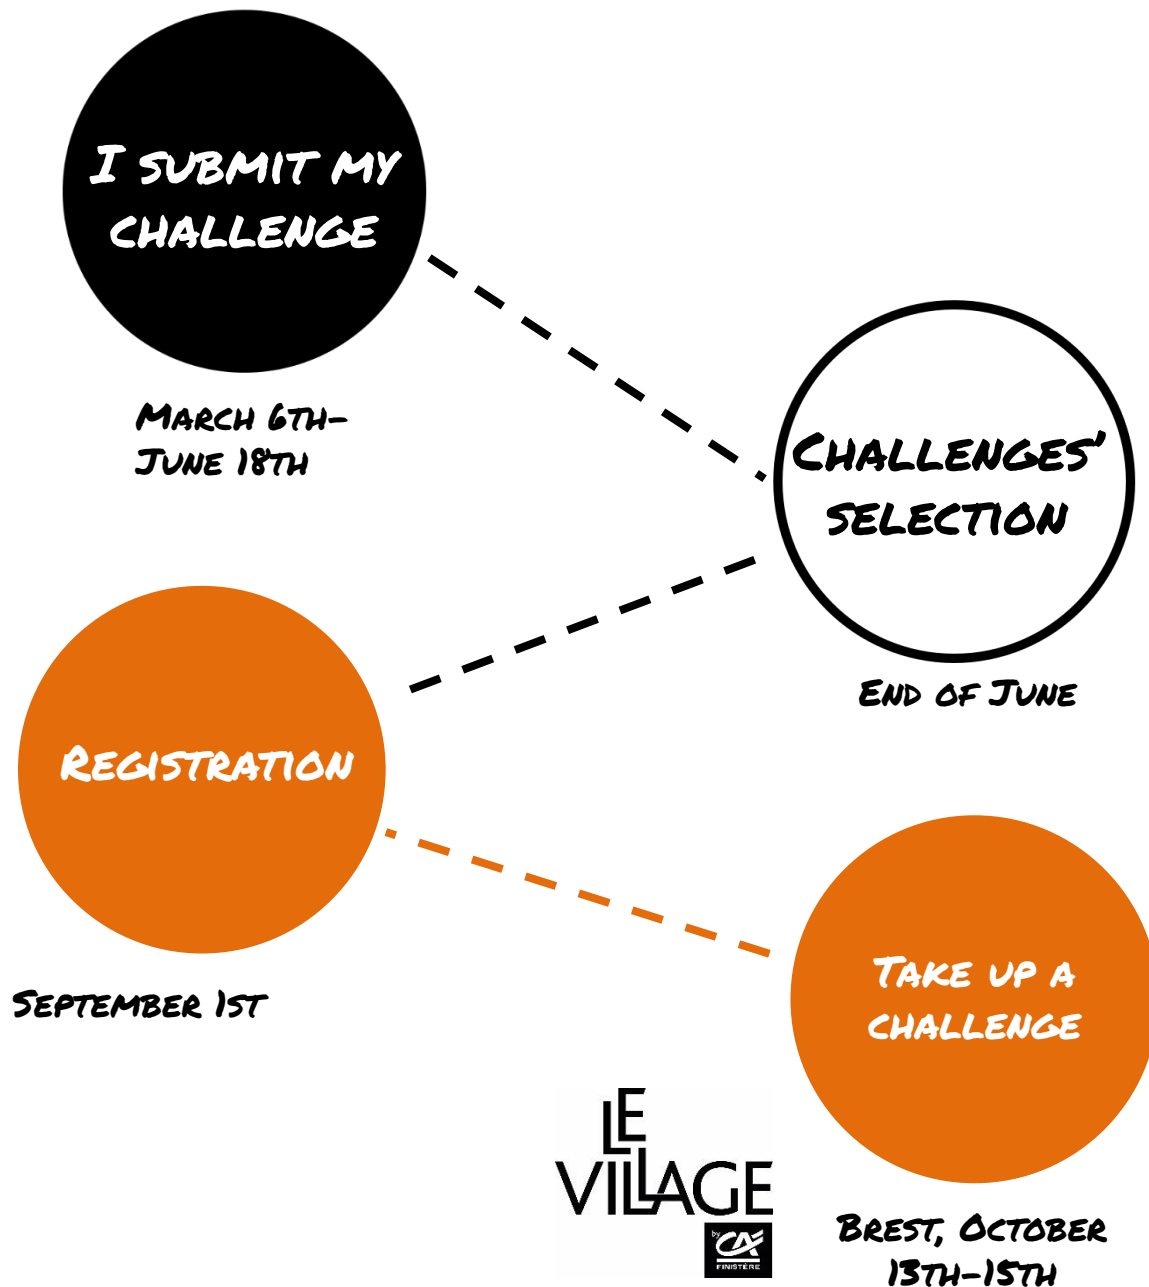 I submit my
challenge
March 6th-
June 18th
Challenges'
selection
End of June
Registration
September 1st
Take up a
challenge
Brest, October
13th-15th
LE
VILLAGE
by CA
FINISTÈRE